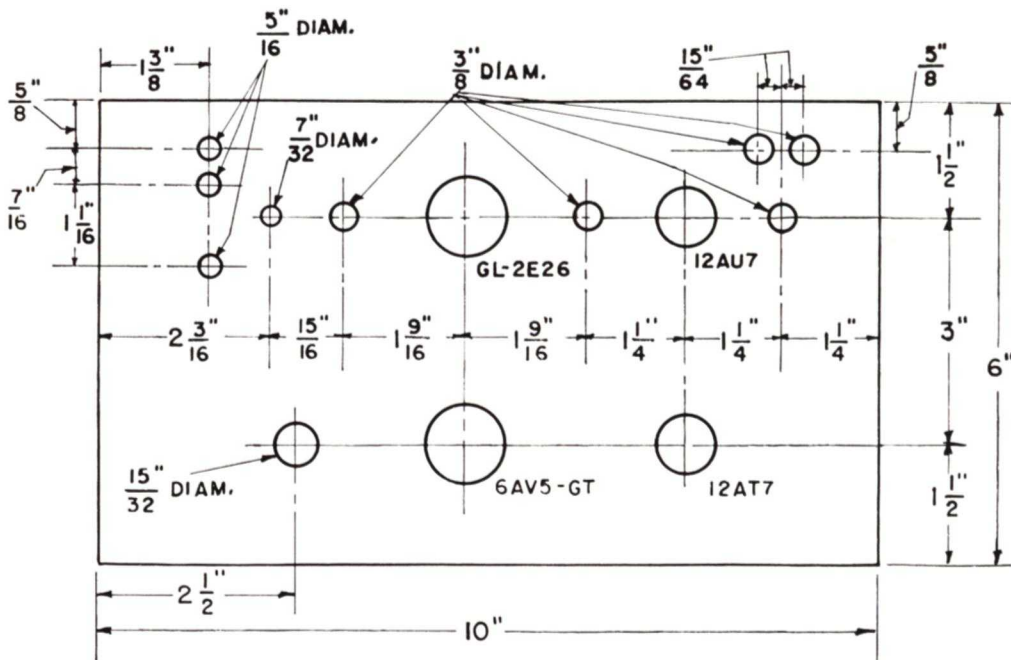 5/16" DIAM.
1 3/8"
3/8 DIAM.
15/64"
5/8"
5/8"
7/32" DIAM.
1 1/2"
7/16"
1 1/16"
GL-2E26
12AU7
2 3/16"
15/16"
1 9/16"
1 9/16"
1 1/4"
1 1/4"
1 1/4"
3"
6"
15/32" DIAM.
6AV5-GT
12AT7
1 1/2"
2 1/2"
10"